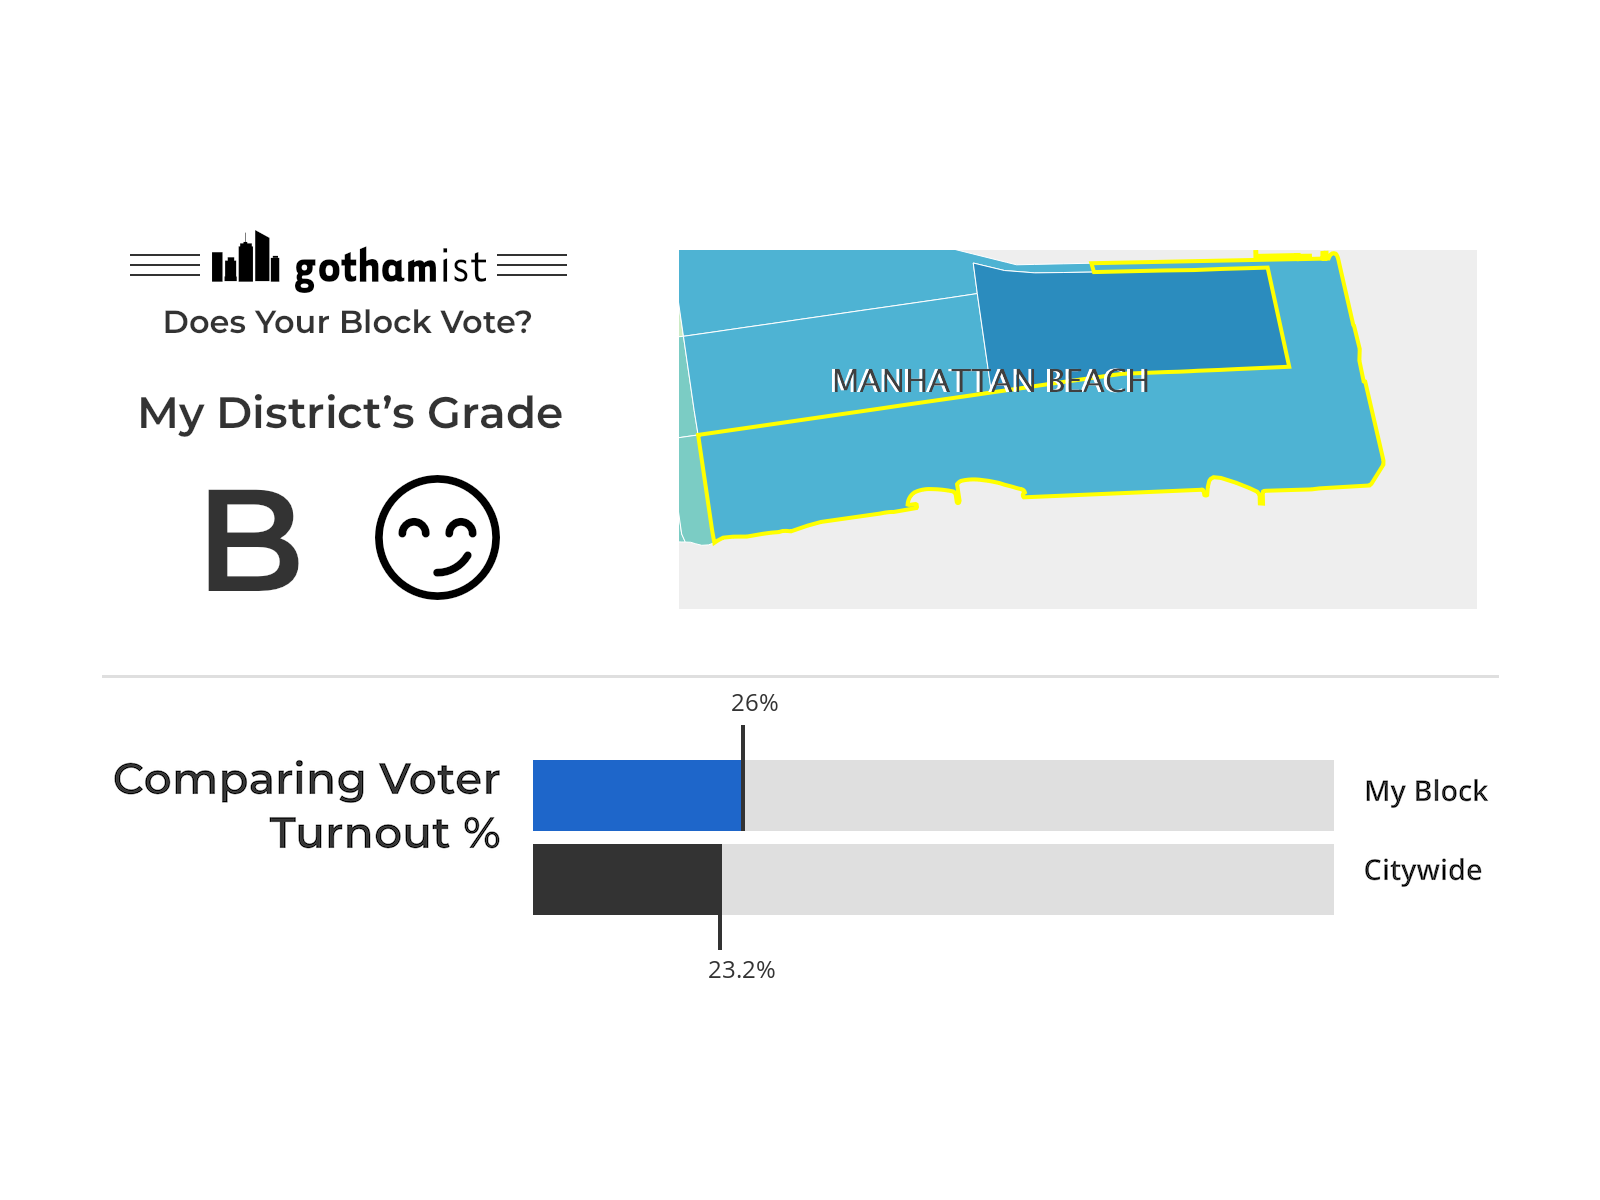 gothamist
Does Your Block Vote?
My District’s Grade
B
MANHATTAN BEACH
26%
Comparing Voter
Turnout %
My Block
Citywide
23.2%